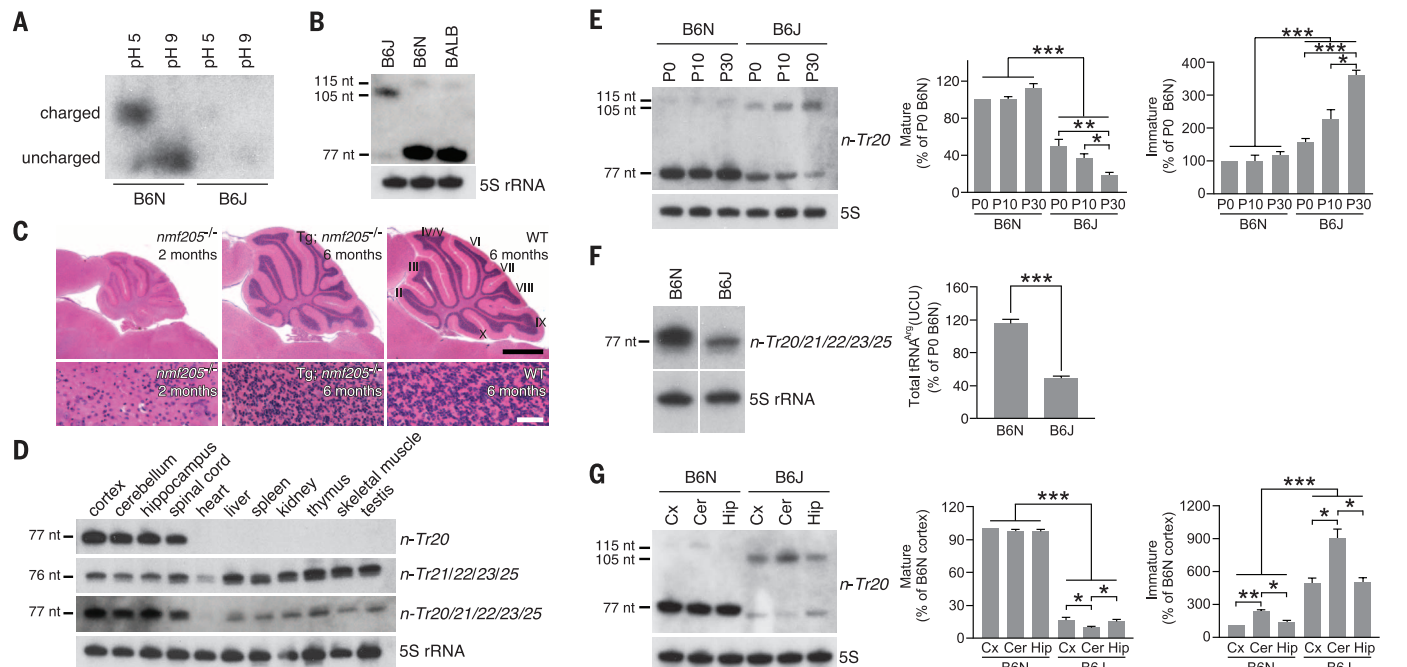 A
pH 5
pH 9
pH 5
pH 9
charged
uncharged
B6N
B6J
B
B6J
B6N
BALB
115 nt
105 nt
77 nt
5S rRNA
C
nmf205-/-
2 months
Tg; nmf205-/-
6 months
WT
6 months
II
III
IV/V
VI
VII
VIII
IX
X
nmf205-/-
2 months
Tg; nmf205-/-
6 months
WT
6 months
D
cortex
cerebellum
hippocampus
spinal cord
heart
liver
spleen
kidney
thymus
skeletal muscle
testis
77 nt
n-Tr20
76 nt
n-Tr21/22/23/25
77 nt
n-Tr20/21/22/23/25
5S rRNA
E
B6N
B6J
P0
P10
P30
P0
P10
P30
115 nt
105 nt
77 nt
n-Tr20
5S
Mature
(% of P0 B6N)
120
80
40
0
***
**
*
P0 P10 P30 P0 P10 P30
B6N
B6J
Immature
(% of P0 B6N)
400
300
200
100
0
***
***
*
P0 P10 P30 P0 P10 P30
B6N
B6J
F
B6N
B6J
77 nt
n-Tr20/21/22/23/25
5S rRNA
Total tRNAArg(UCU)
(% of P0 B6N)
160
120
80
40
0
***
B6N
B6J
G
B6N
B6J
Cx
Cer
Hip
Cx
Cer
Hip
115 nt
105 nt
77 nt
n-Tr20
5S
Mature
(% of B6N cortex)
120
90
60
30
0
***
*
*
Cx Cer Hip Cx Cer Hip
B6N
B6J
Immature
(% of B6N cortex)
1200
800
400
0
***
*
*
**
*
Cx Cer Hip Cx Cer Hip
B6N
B6J